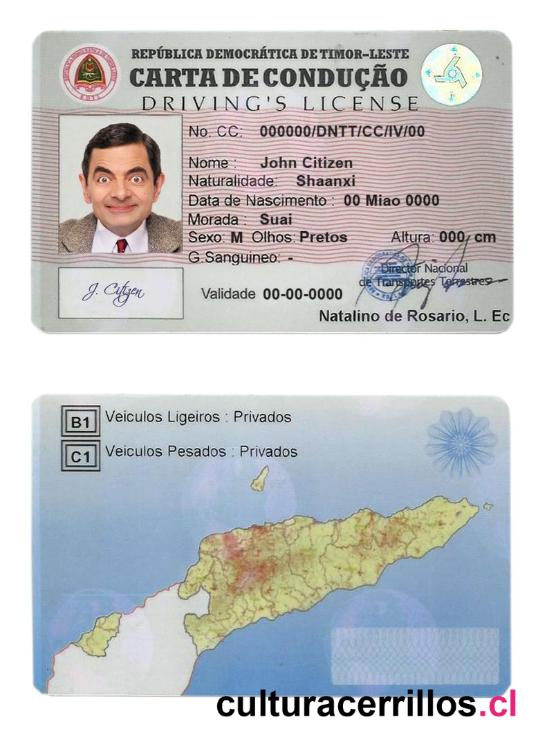 REPÚBLICA DEMOCRÁTICA DE TIMOR-LESTE
CARTA DE CONDUÇÃO
DRIVING'S LICENSE
No. CC: 000000/DNTT/CC/IV/00
Nome : John Citizen
Naturalidade: Shaanxi
Data de Nascimento : 00 Miao 0000
Morada : Suai
Sexo: M Olhos: Pretos Altura: 000, cm
G.Sanguineo: -
Director Nacional
de Transportes Terrestres
J. Citizen
Validade 00-00-0000
Natalino de Rosario, L. Ec
B1 Veiculos Ligeiros : Privados
C1 Veiculos Pesados : Privados
culturacerrillos.cl